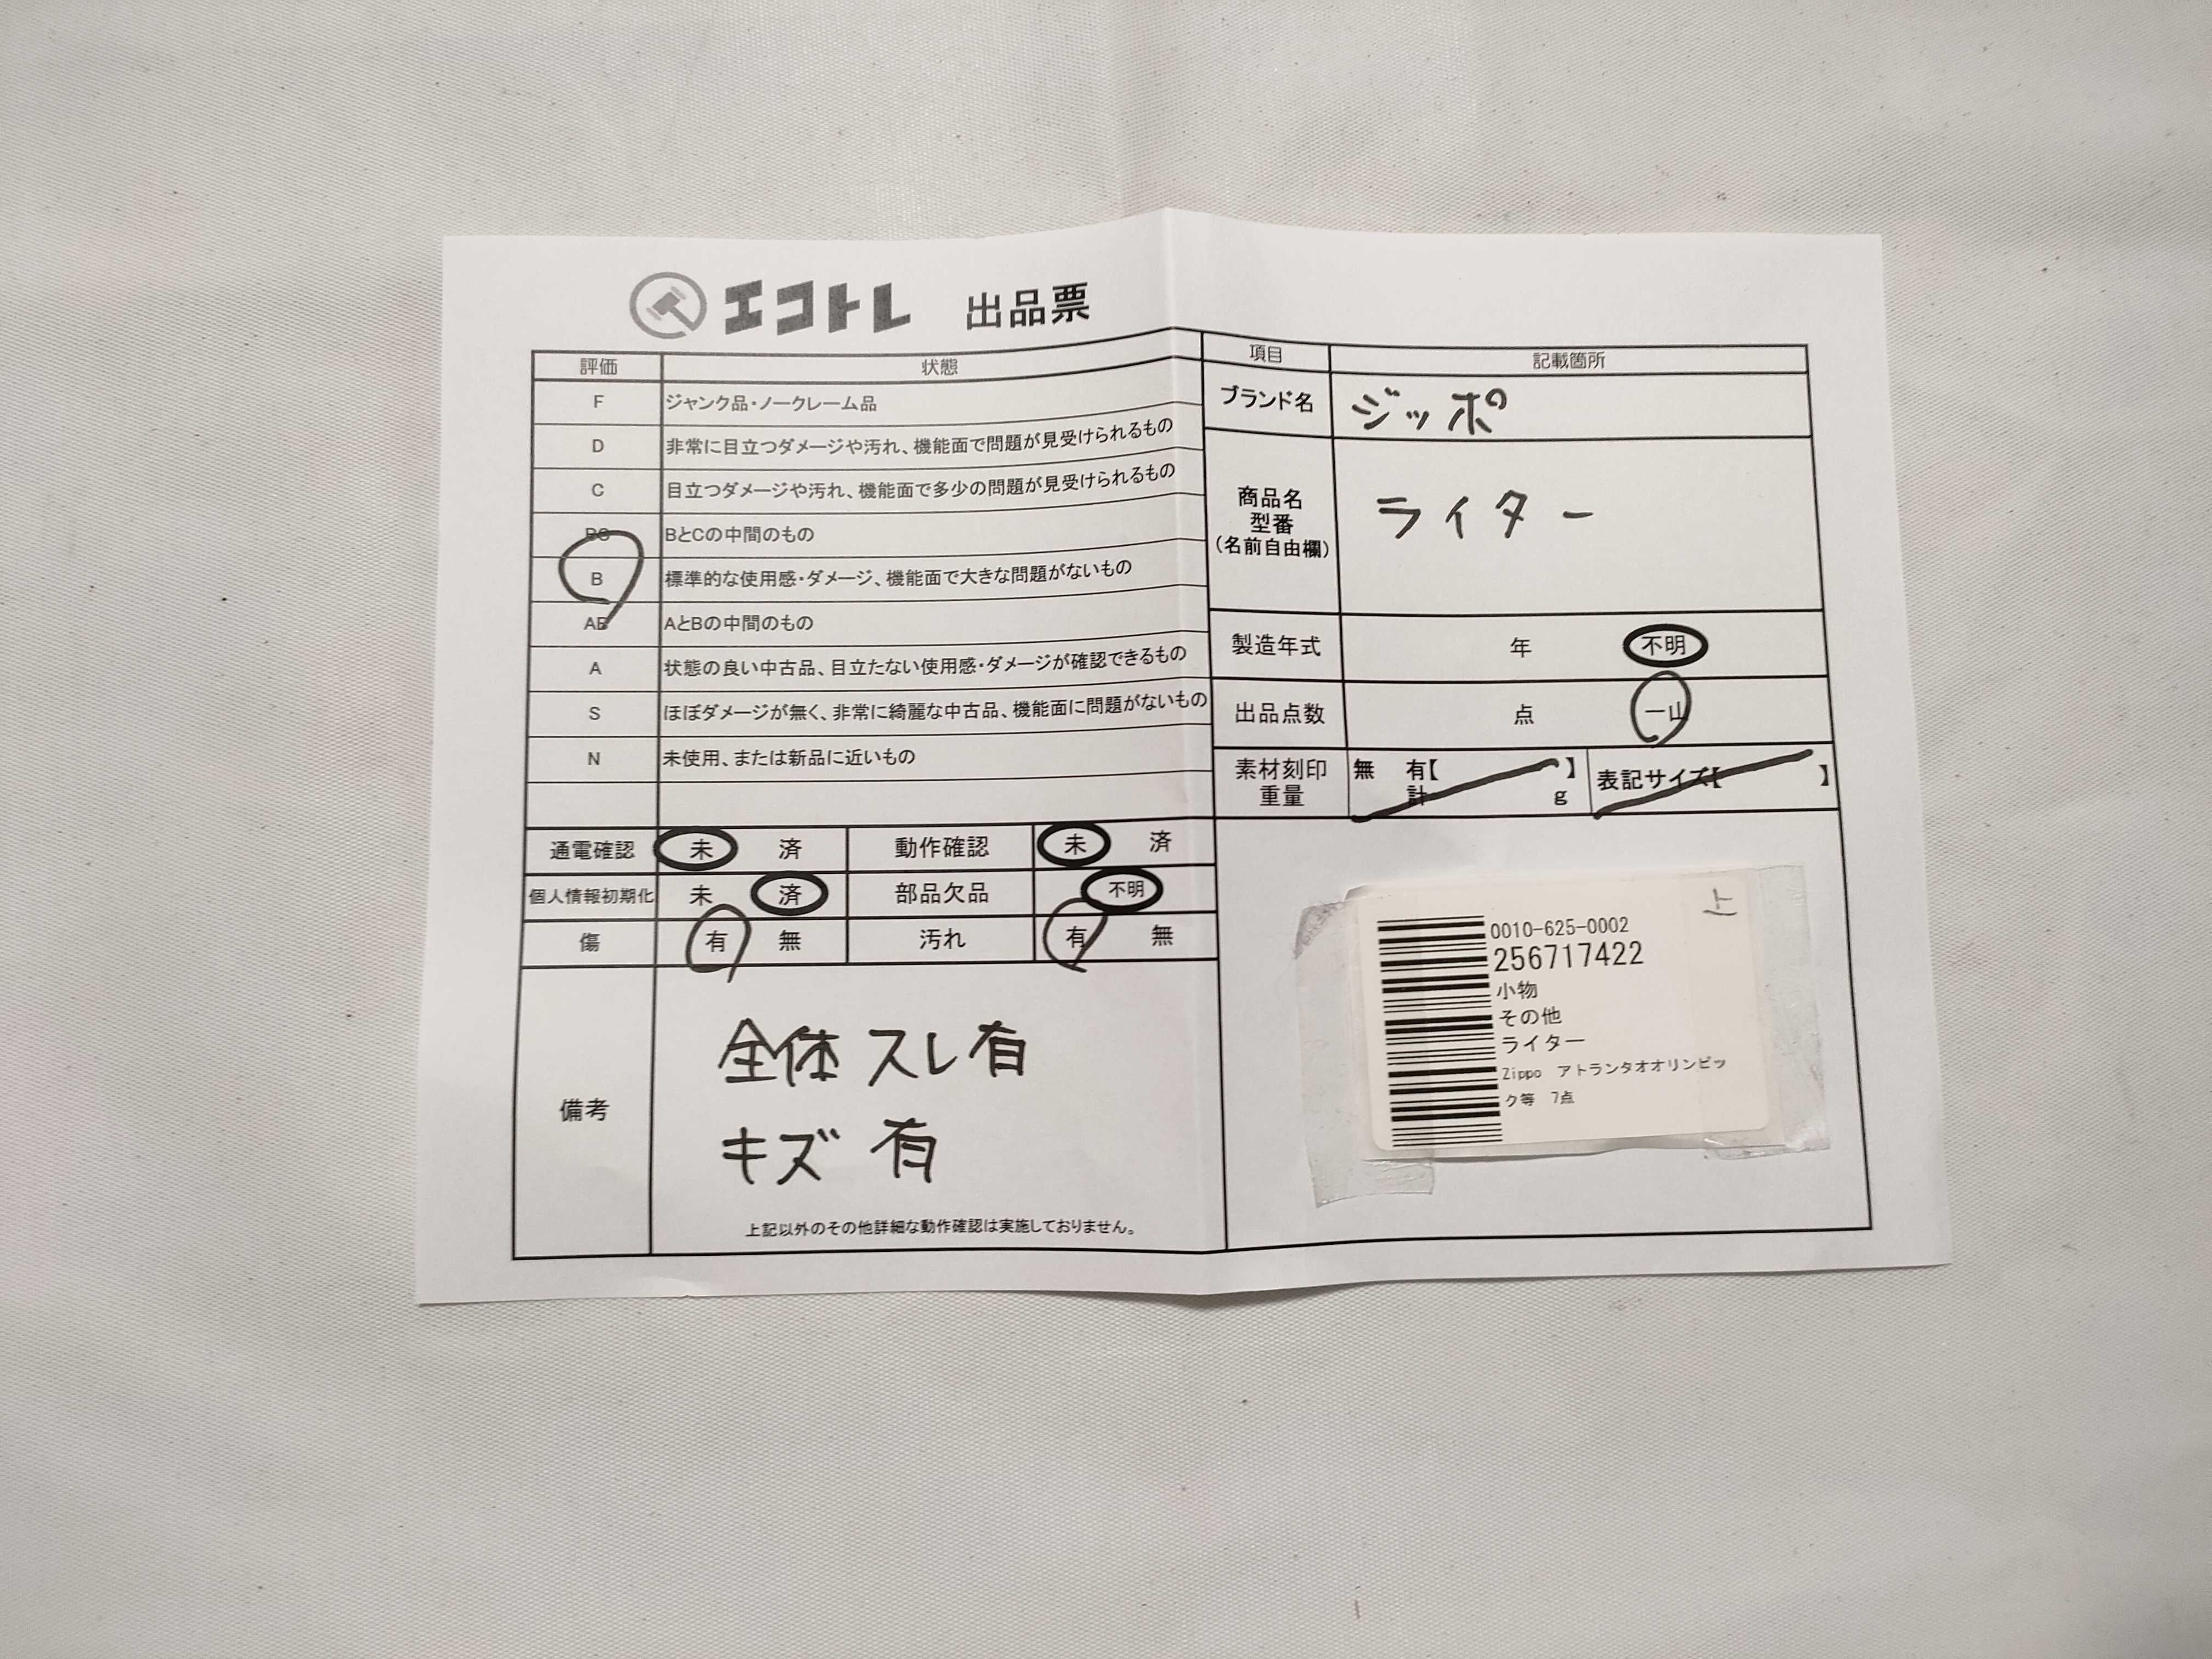 エコトレ 出品票
評価 状態
F ジャンク品・ノークレーム品
D 非常に目立つダメージや汚れ、機能面で問題が見受けられるもの
C 目立つダメージや汚れ、機能面で多少の問題が見受けられるもの
BC BとCの中間のもの
B 標準的な使用感・ダメージ、機能面で大きな問題がないもの
AB AとBの中間のもの
A 状態の良い中古品、目立たない使用感・ダメージが確認できるもの
S ほぼダメージが無く、非常に綺麗な中古品、機能面に問題がないもの
N 未使用、または新品に近いもの
通電確認 未 済 動作確認 未 済
個人情報初期化 未 済 部品欠品 不明
傷 有 無 汚れ 有 無
備考
全体 スレ有
キズ 有
上記以外のその他詳細な動作確認は実施しておりません。
項目 記載箇所
ブランド名 ジッポ
商品名
型番
(名前自由欄)
ライター
製造年式 年 不明
出品点数 点 一山
素材刻印 無 有【 】 表記サイズ【 】
重量 計 g
上
0010-625-0002
256717422
小物
その他
ライター
Zippo アトランタオオリンピッ
ク等 7点